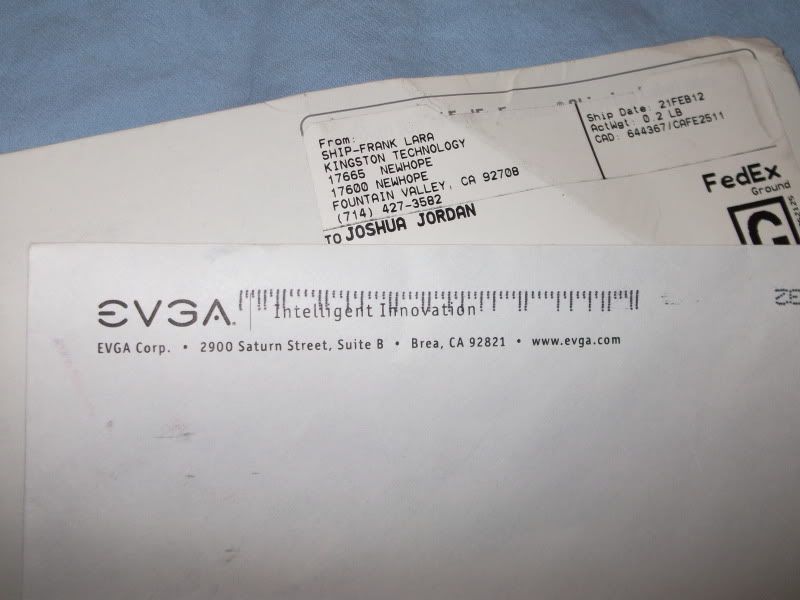 From:
SHIP-FRANK LARA
KINGSTON TECHNOLOGY
17665 NEWHOPE
17600 NEWHOPE
FOUNTAIN VALLEY, CA 92708
(714) 427-3582
TO JOSHUA JORDAN
Ship Date: 21FEB12
ActWgt: 0.2 LB
CAD: 644367/CAFE2511
FedEx
Ground
G
EVGA. | Intelligent Innovation
EVGA Corp. • 2900 Saturn Street, Suite B • Brea, CA 92821 • www.evga.com